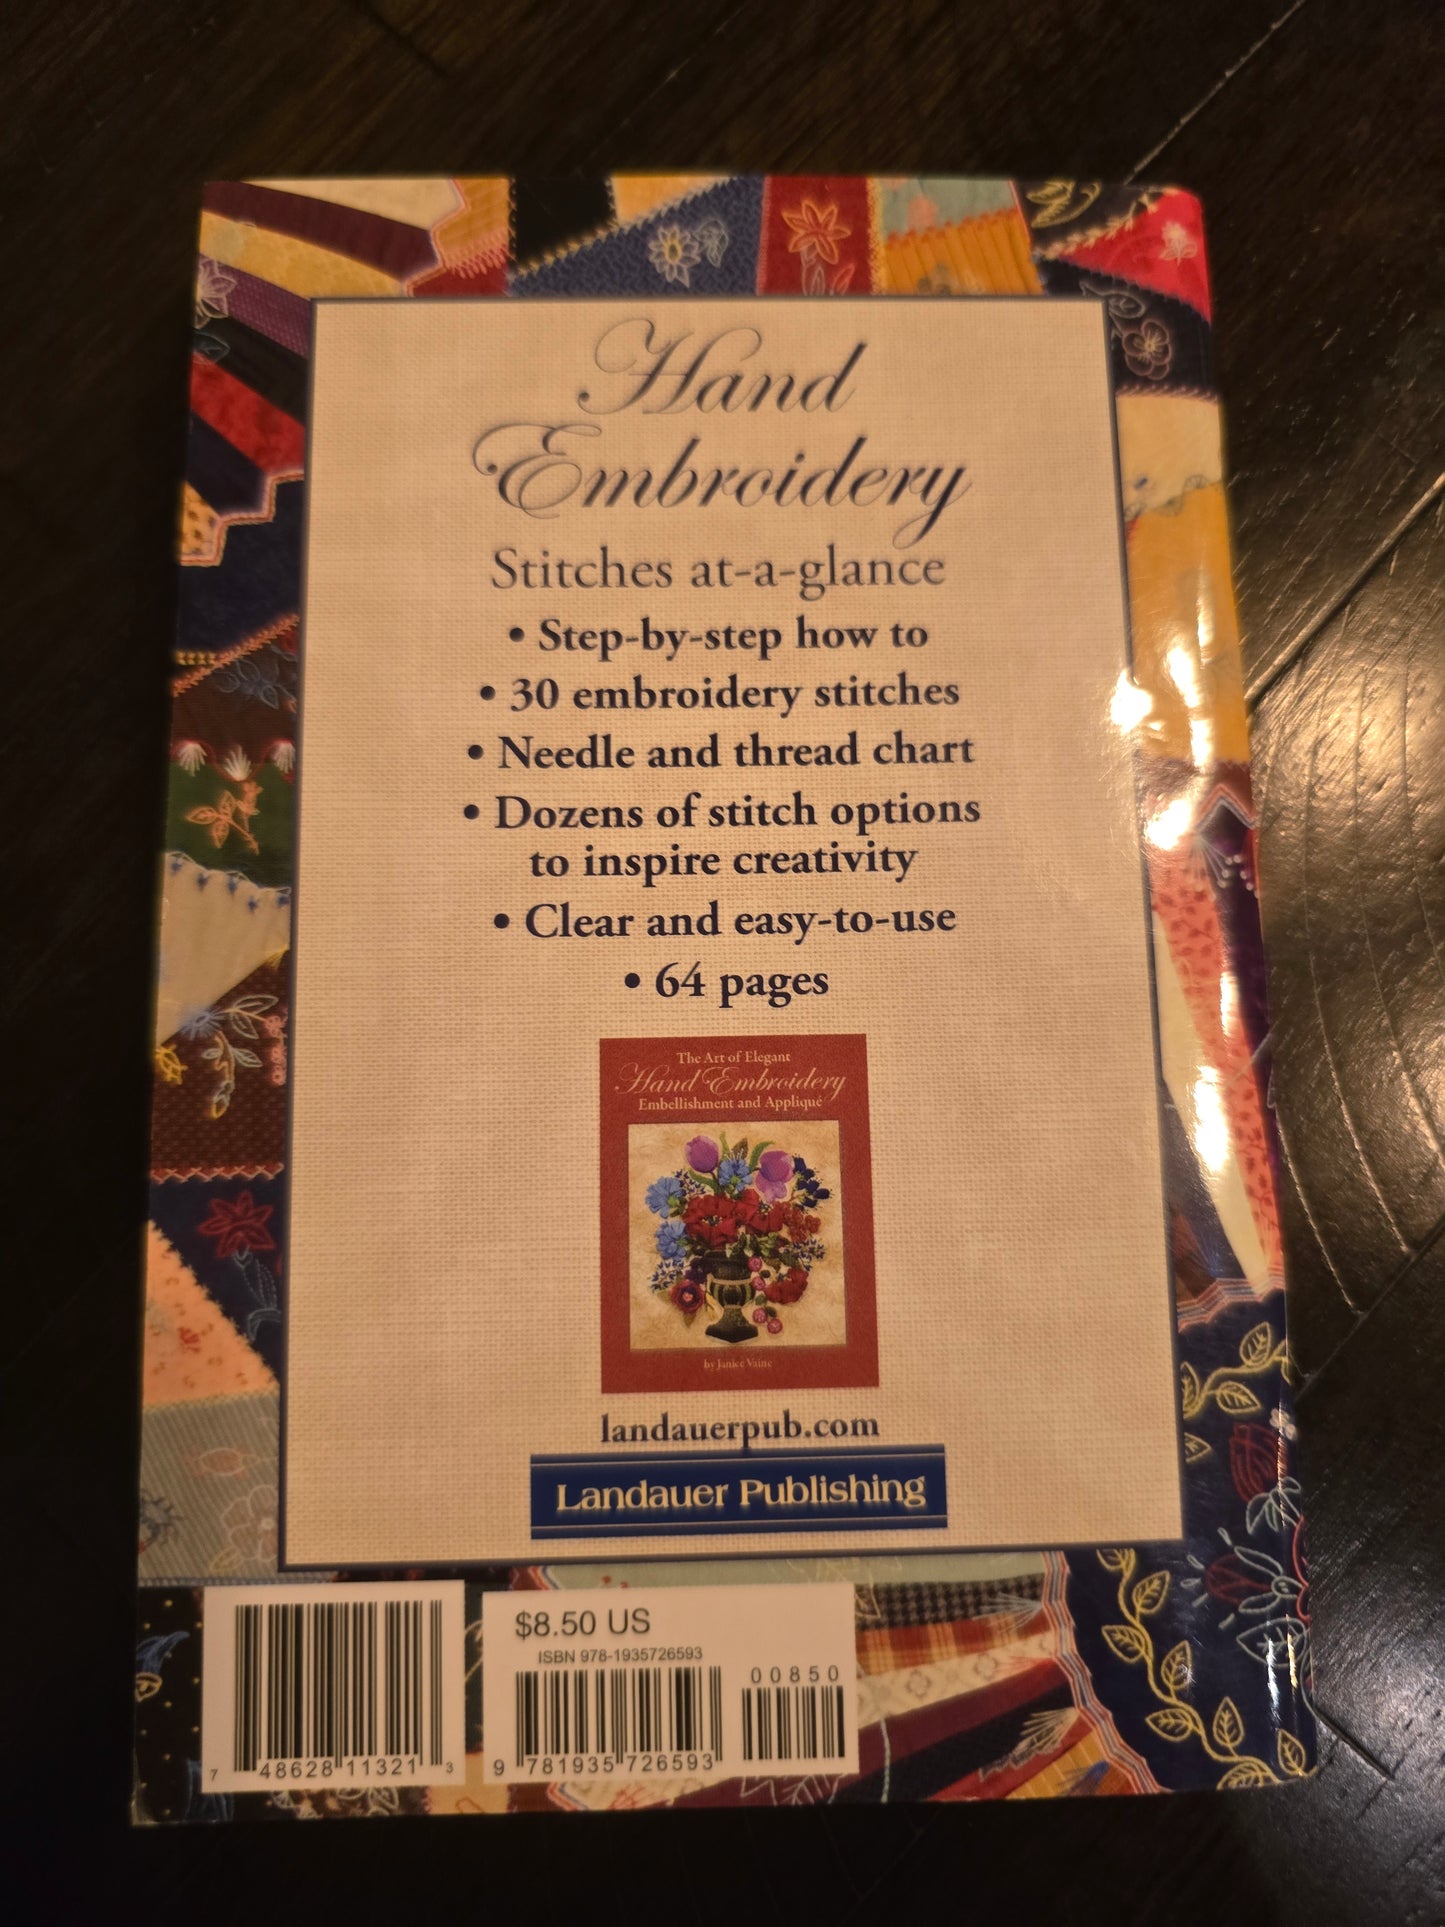 Hand
Embroidery
Stitches at-a-glance
• Step-by-step how to
• 30 embroidery stitches
• Needle and thread chart
• Dozens of stitch options
to inspire creativity
• Clear and easy-to-use
• 64 pages
The Art of Elegant
Hand Embroidery
Embellishment and Appliqué
by Janice Vaine
landauerpub.com
Landauer Publishing
7 48628 11321 3
$8.50 US
ISBN 978-1935726593
00850
9 781935 726593